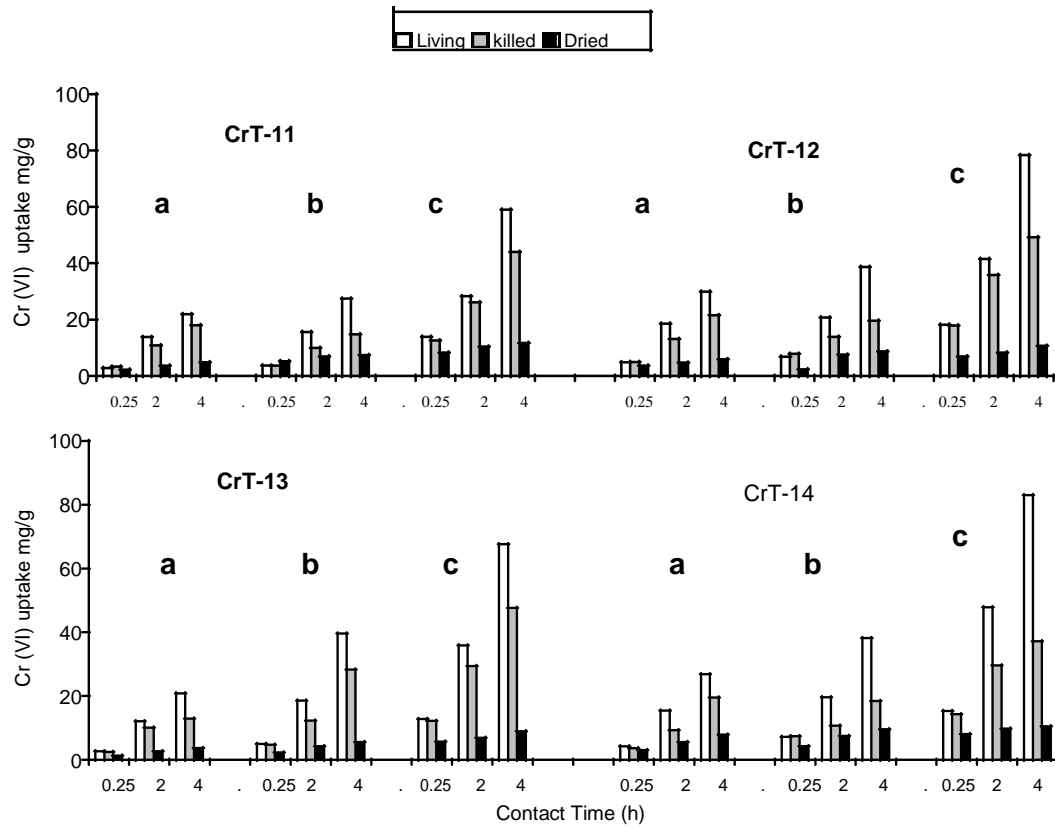 Living killed Dried
100
80
60
40
20
0
Cr (VI) uptake mg/g
CrT-11
a
b
c
CrT-12
a
b
c
0.25 2 4 . 0.25 2 4 . 0.25 2 4 0.25 2 4 . 0.25 2 4 . 0.25 2 4
100
80
60
40
20
0
Cr (VI) uptake mg/g
CrT-13
a
b
c
CrT-14
a
b
c
0.25 2 4 . 0.25 2 4 . 0.25 2 4 0.25 2 4 . 0.25 2 4 . 0.25 2 4
Contact Time (h)